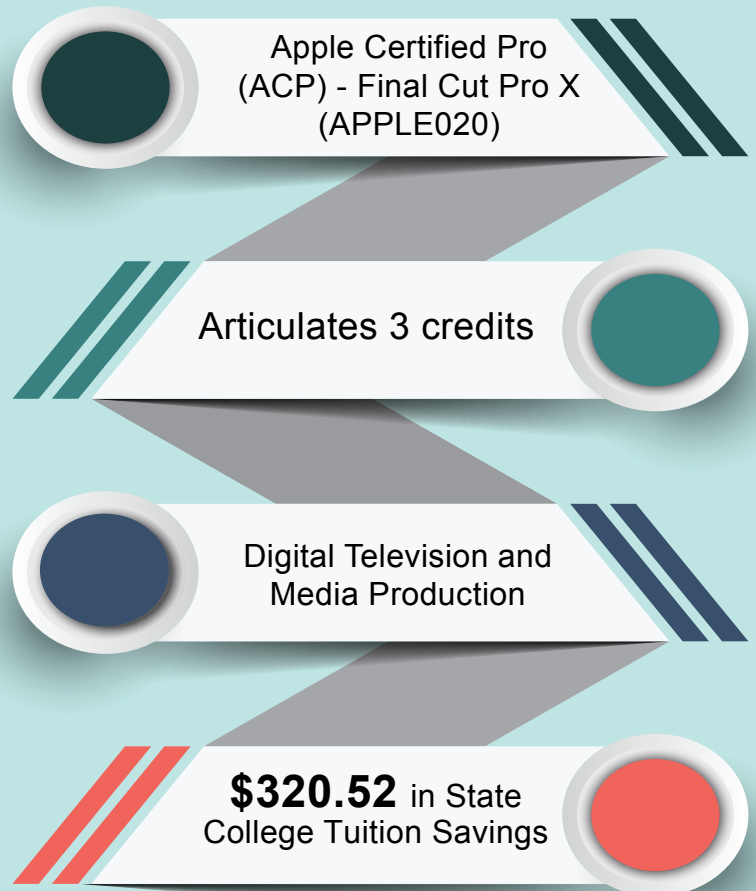 Apple Certified Pro
(ACP) - Final Cut Pro X
(APPLE020)
Articulates 3 credits
Digital Television and
Media Production
$320.52 in State
College Tuition Savings